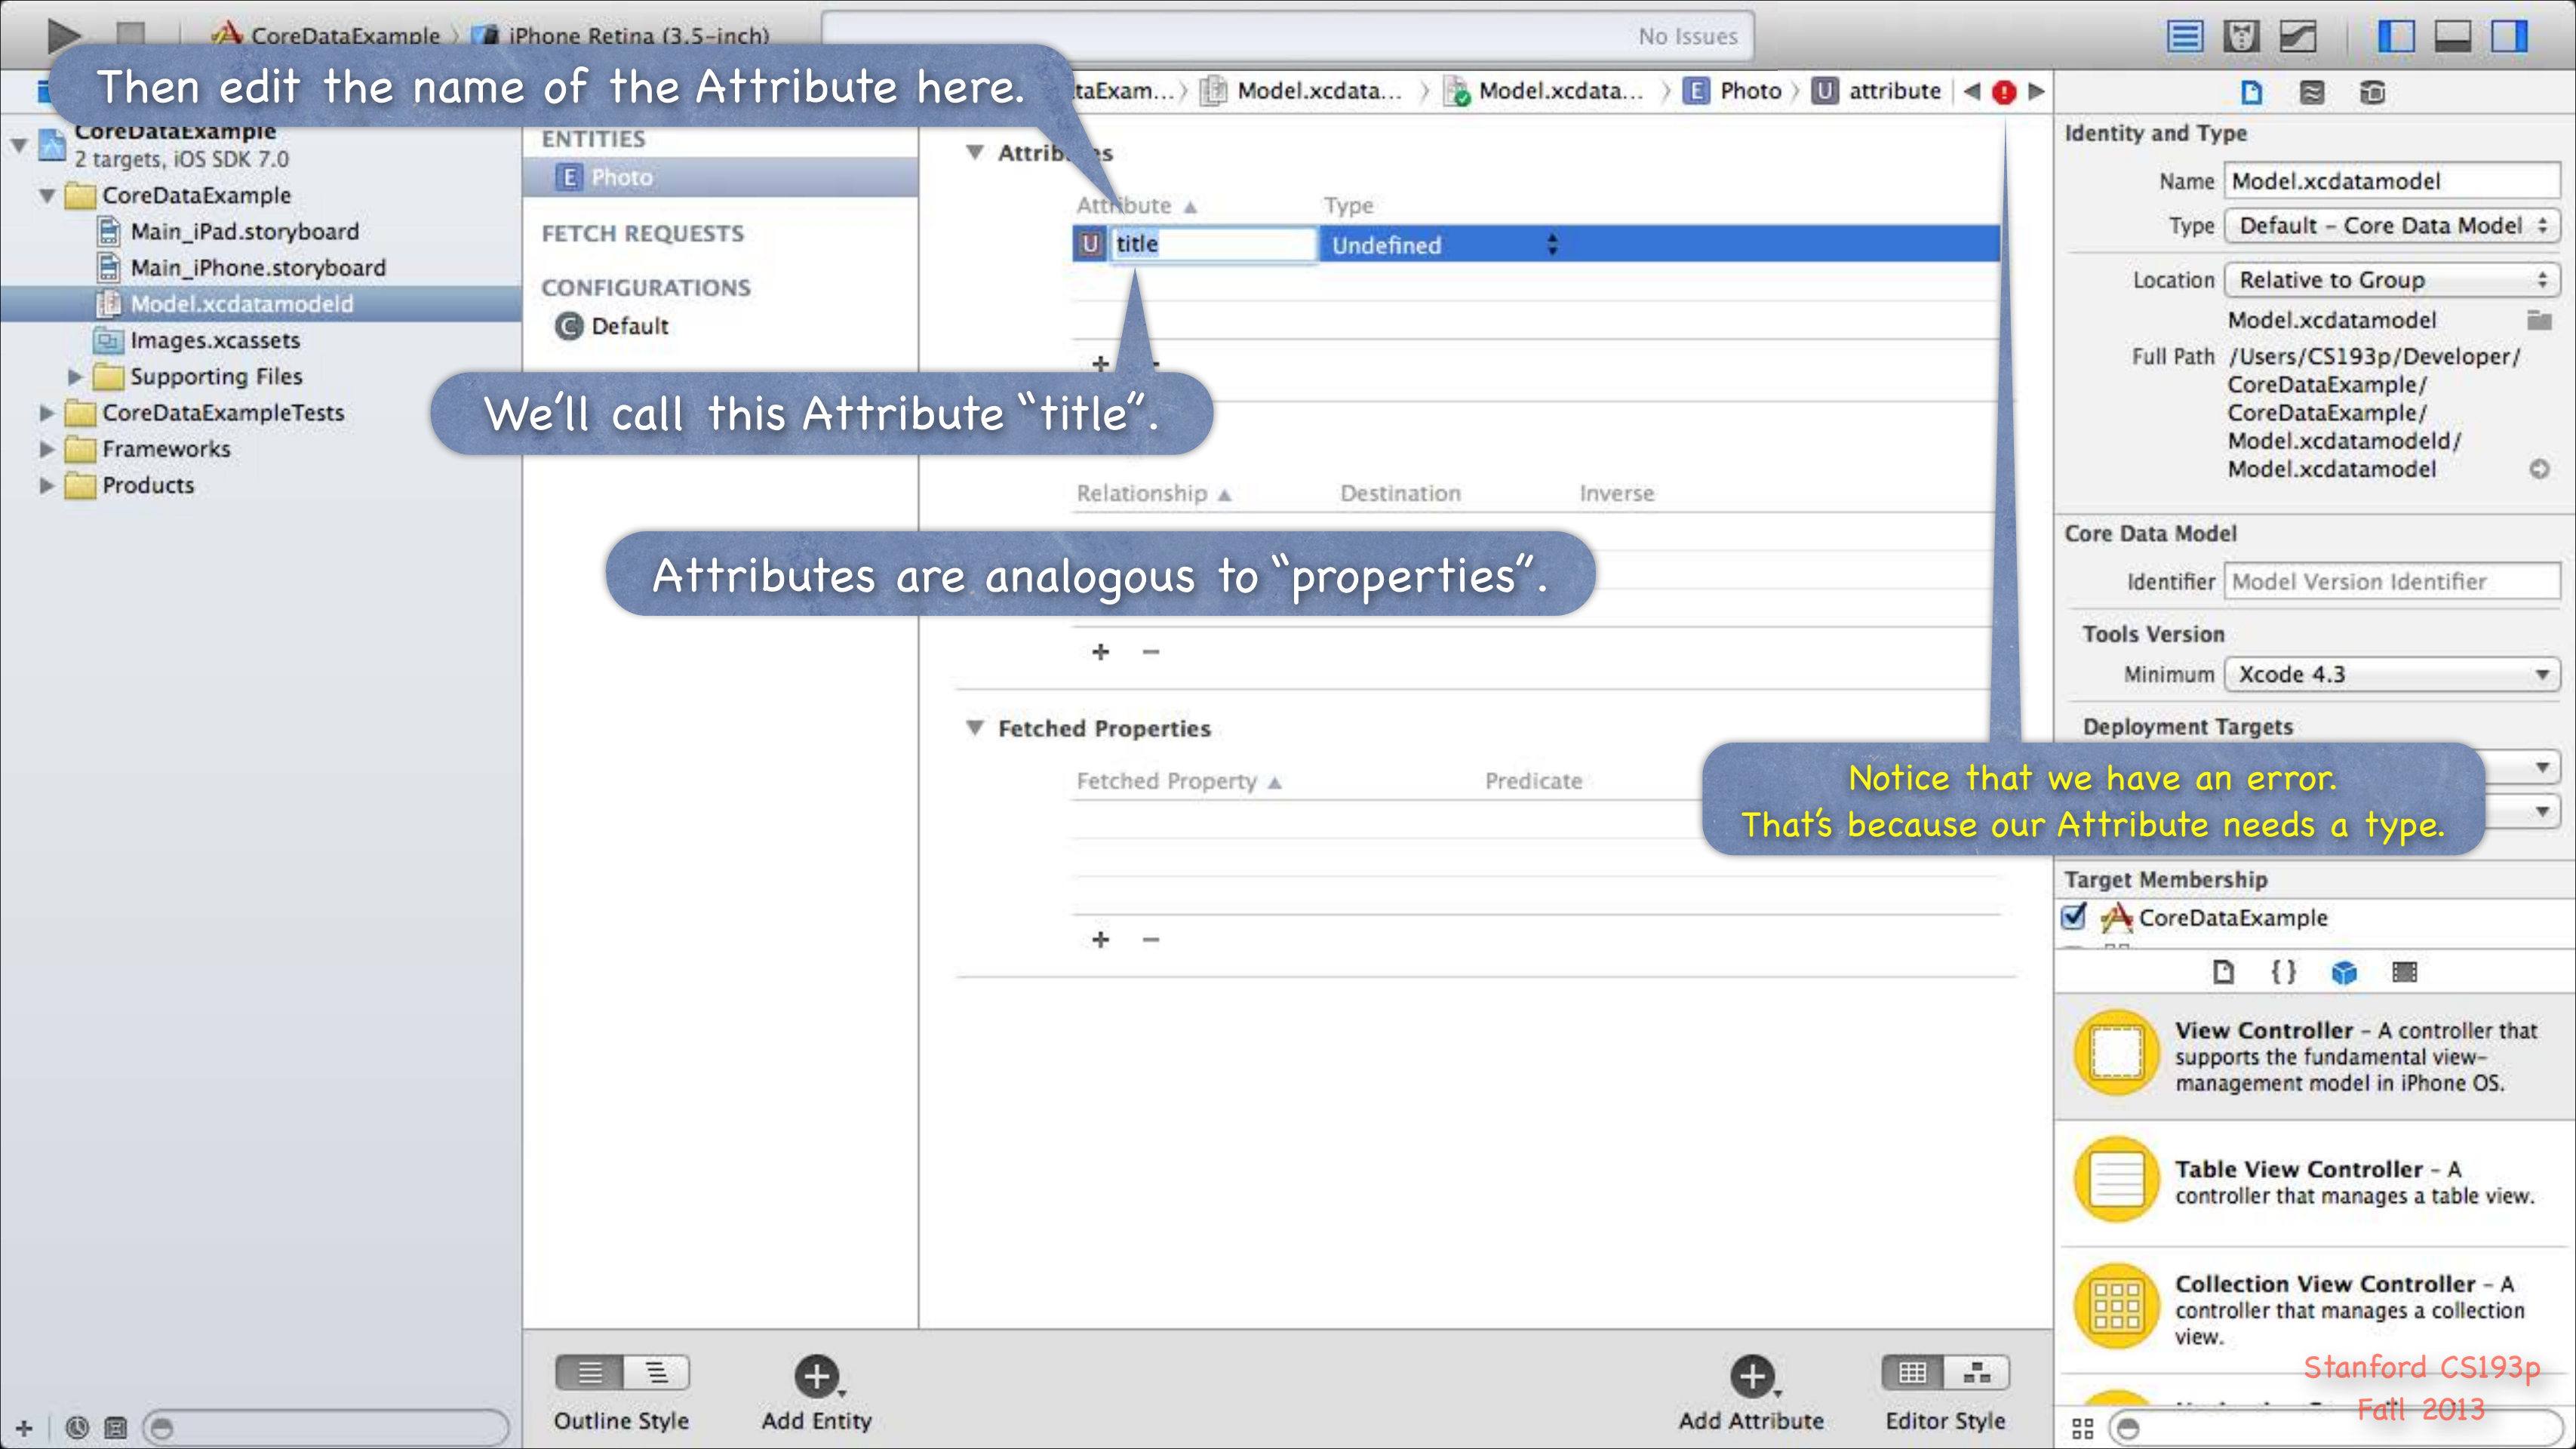 CoreDataExample
iPhone Retina (3.5-inch)
No Issues
Then edit the name of the Attribute here.
taExam...
Model.xcdata...
Model.xcdata...
E Photo
U attribute
CoreDataExample
2 targets, iOS SDK 7.0
CoreDataExample
Main_iPad.storyboard
Main_iPhone.storyboard
Model.xcdatamodeld
Images.xcassets
Supporting Files
CoreDataExampleTests
Frameworks
Products
ENTITIES
E Photo
FETCH REQUESTS
CONFIGURATIONS
C Default
Attributes
Attribute Type
U title Undefined
+ -
We'll call this Attribute “title”.
Relationship Destination Inverse
Attributes are analogous to “properties”.
+ −
Fetched Properties
Fetched Property Predicate
+ −
Notice that we have an error.
That's because our Attribute needs a type.
Identity and Type
Name Model.xcdatamodel
Type Default - Core Data Model
Location Relative to Group
Model.xcdatamodel
Full Path /Users/CS193p/Developer/
CoreDataExample/
CoreDataExample/
Model.xcdatamodeld/
Model.xcdatamodel
Core Data Model
Identifier Model Version Identifier
Tools Version
Minimum Xcode 4.3
Deployment Targets
Target Membership
CoreDataExample
{ }
View Controller - A controller that
supports the fundamental view-
management model in iPhone OS.
Table View Controller - A
controller that manages a table view.
Collection View Controller - A
controller that manages a collection
view.
Outline Style
Add Entity
Add Attribute
Editor Style
Stanford CS193p
Fall 2013